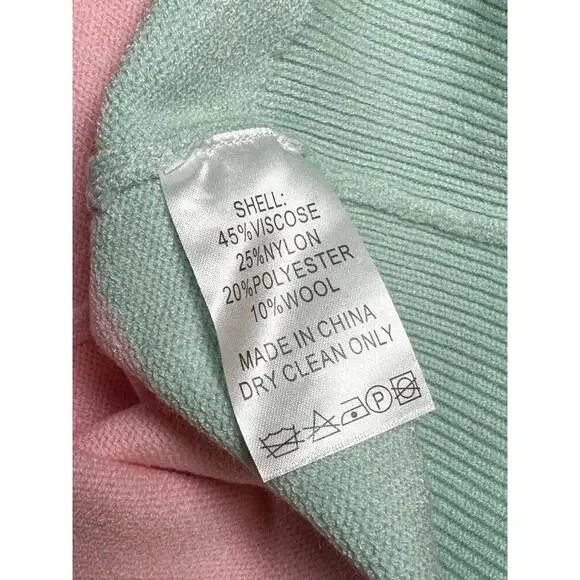 SHELL:
45%VISCOSE
25%NYLON
20%POLYESTER
10%WOOL
MADE IN CHINA
DRY CLEAN ONLY
P